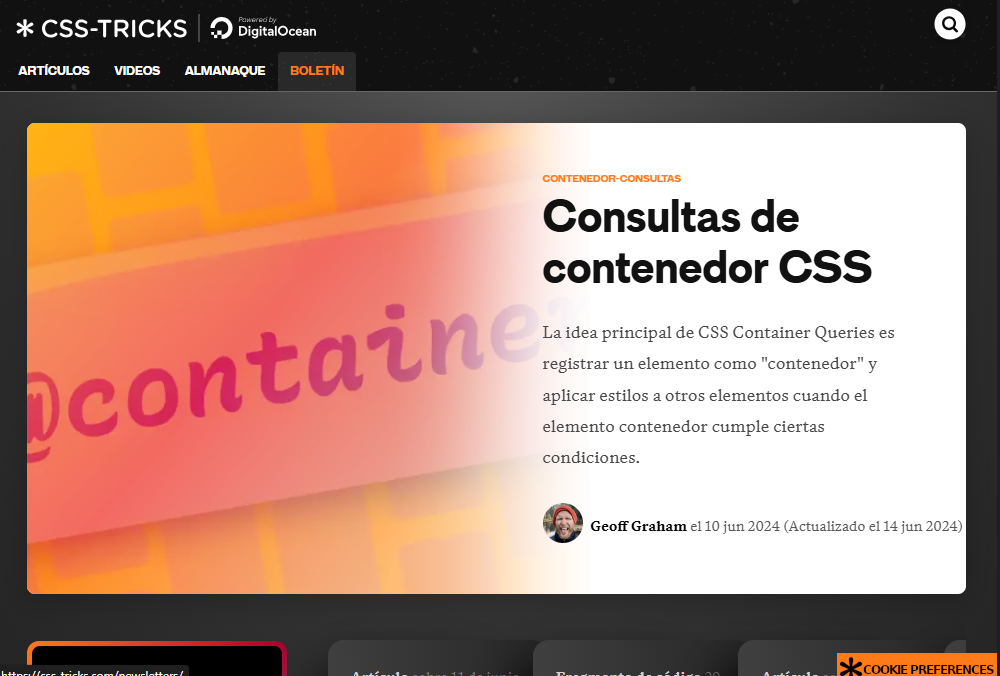 CSS-TRICKS
Powered by
DigitalOcean
ARTÍCULOS VIDEOS ALMANAQUE BOLETÍN
@container
CONTENEDOR-CONSULTAS
Consultas de
contenedor CSS
La idea principal de CSS Container Queries es
registrar un elemento como "contenedor" y
aplicar estilos a otros elementos cuando el
elemento contenedor cumple ciertas
condiciones.
Geoff Graham el 10 jun 2024 (Actualizado el 14 jun 2024)
Artículo sobre 11 de junio
Fragmento de código 20
Artículo
https://css-tricks.com/newsletters/
COOKIE PREFERENCES